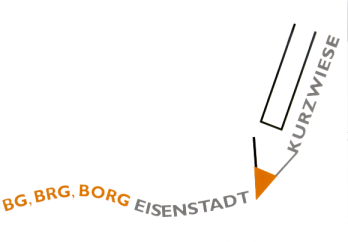 BG, BRG, BORG EISENSTADT
KURZWIESE